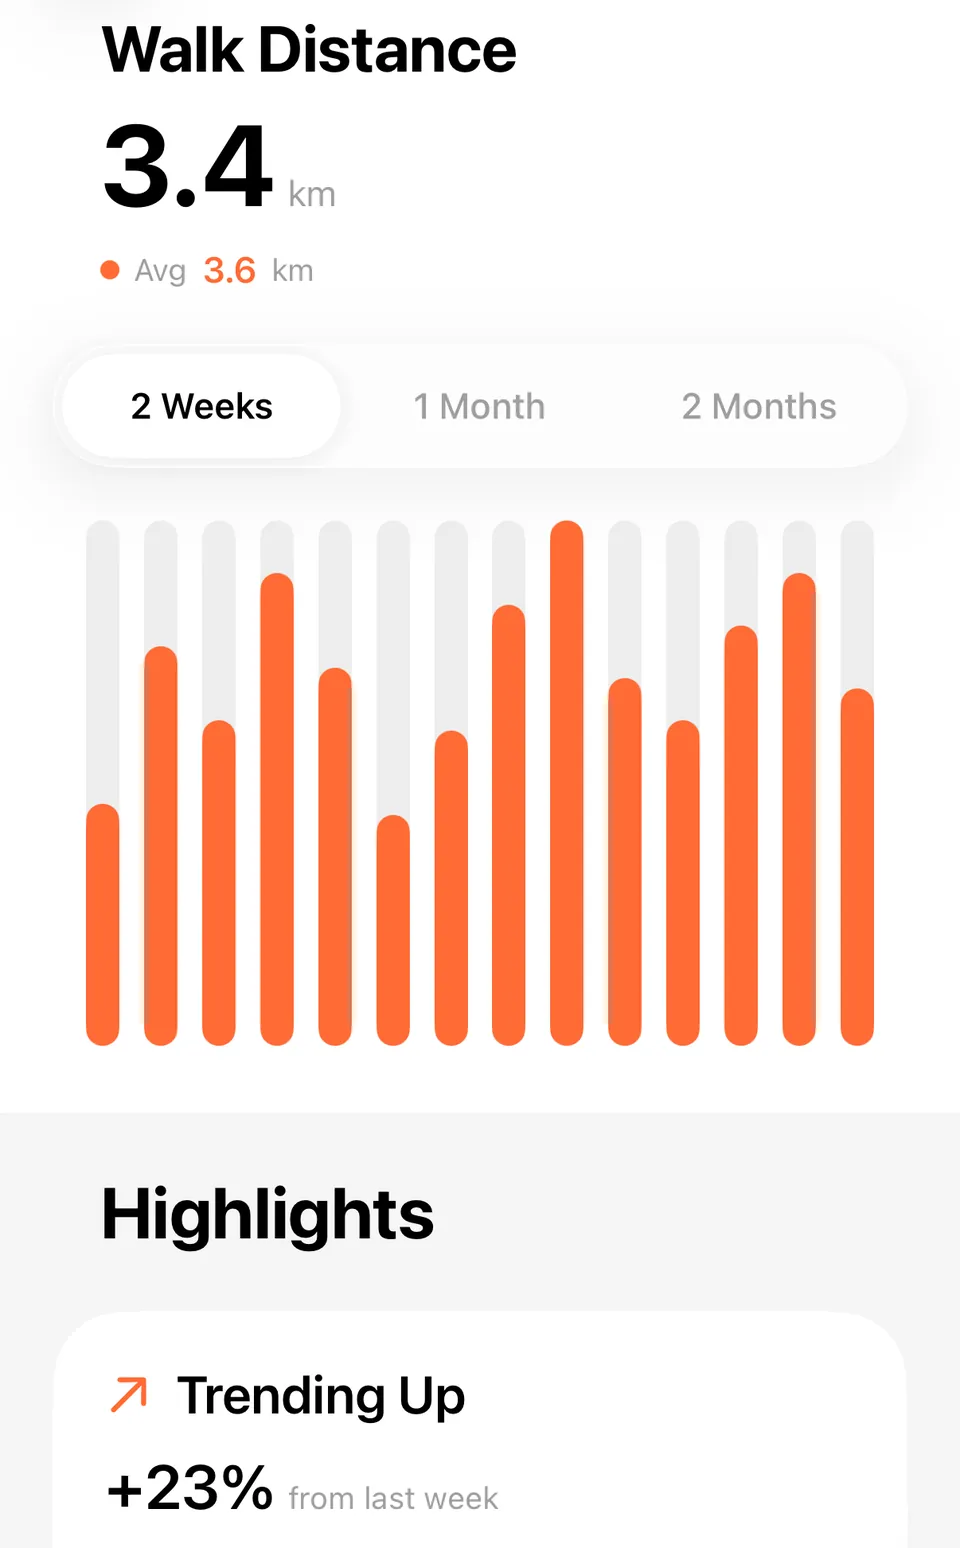 Walk Distance
3.4 km
Avg 3.6 km
2 Weeks 1 Month 2 Months
Highlights
Trending Up
+23% from last week